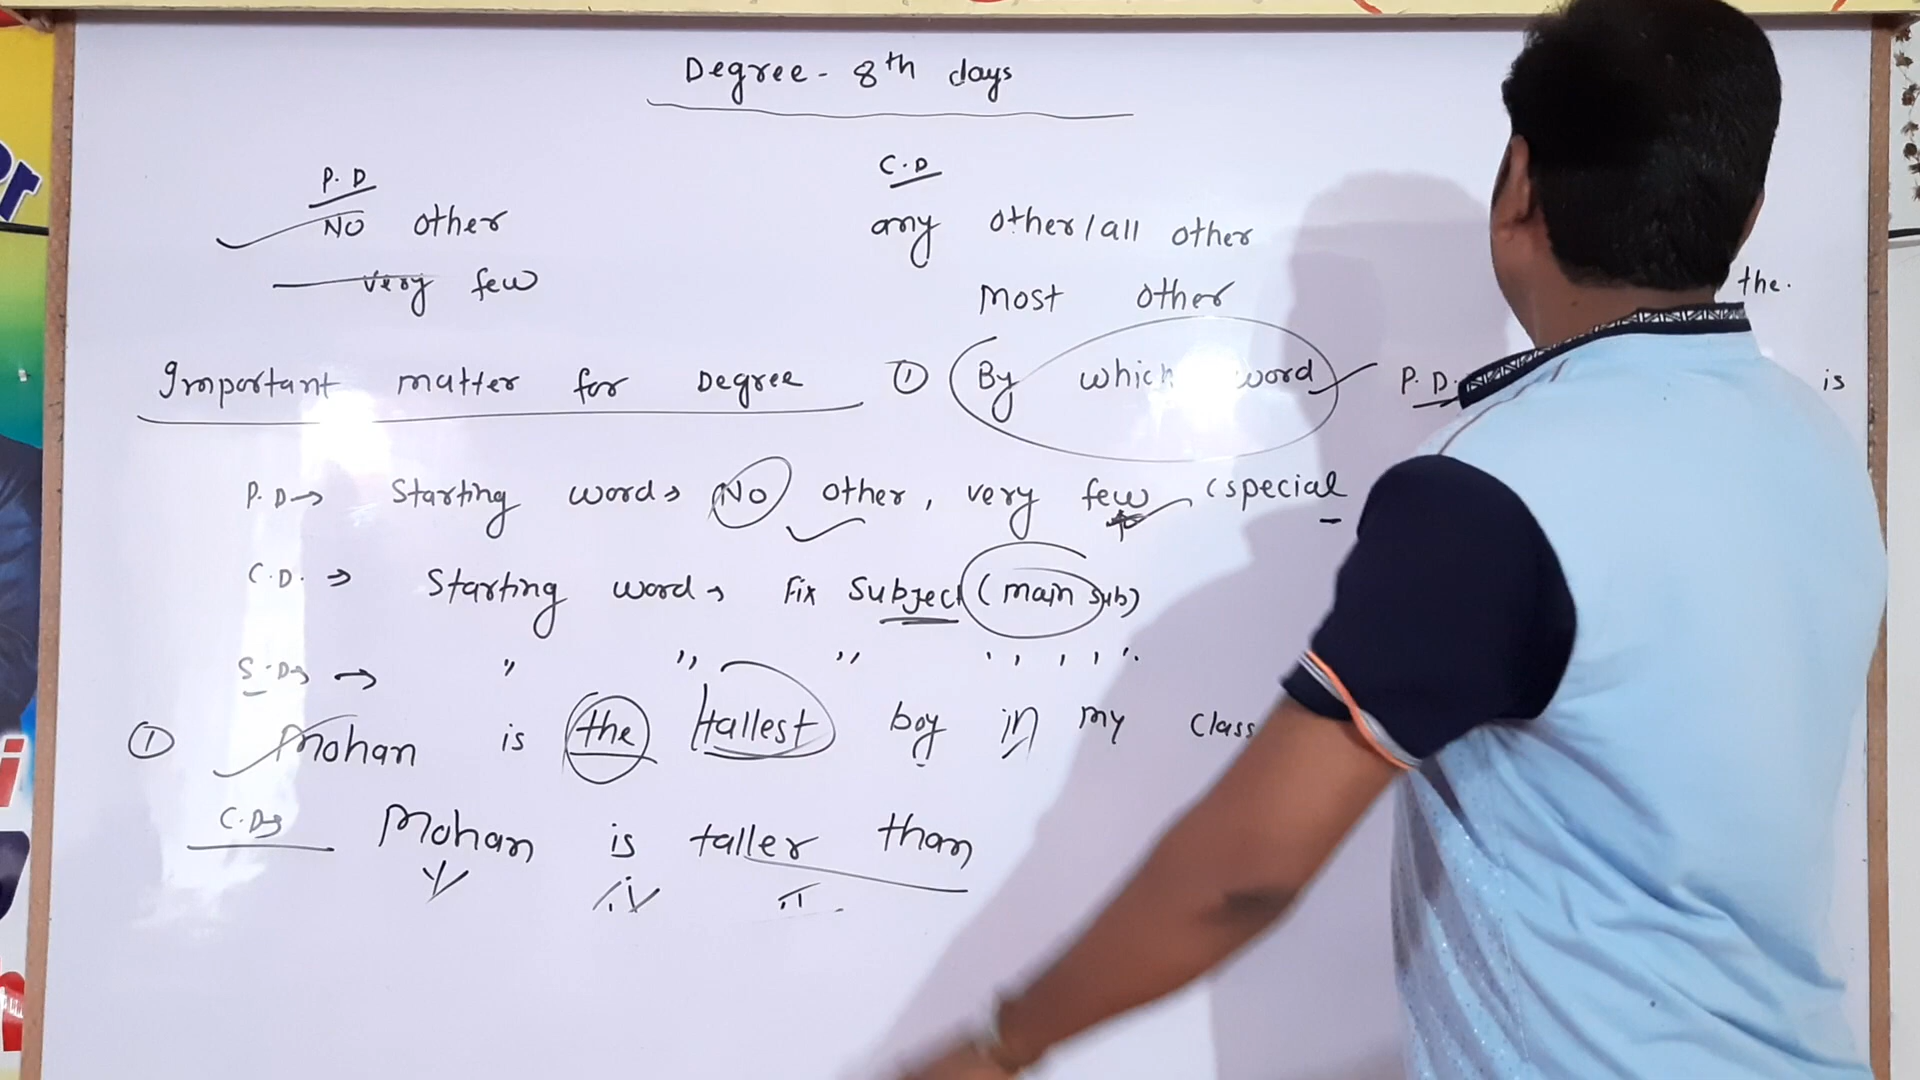 Degree - 8th days
P.D C.D
No other any other/all other
very few most other the.
Important matter for Degree ① By which word P.D. is
P.D→ Starting word→ No other, very few (special
C.D.→ Starting word→ Fix Subject (main sub)
S.D→ " " " " "
① Mohan is the tallest boy in my class
C.D→ Mohan is taller than